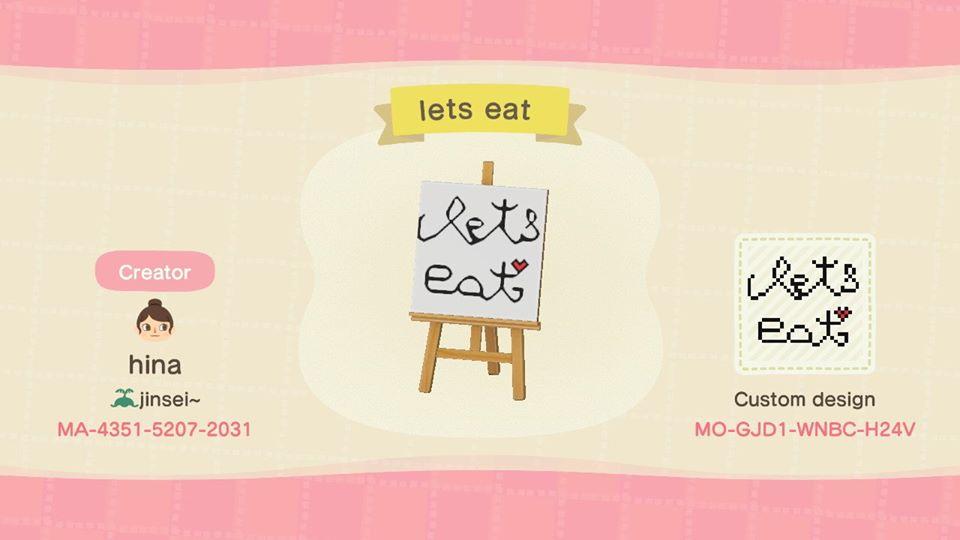 lets eat
lets
eat
Creator
hina
jinsei~
MA-4351-5207-2031
lets
eat
Custom design
MO-GJD1-WNBC-H24V